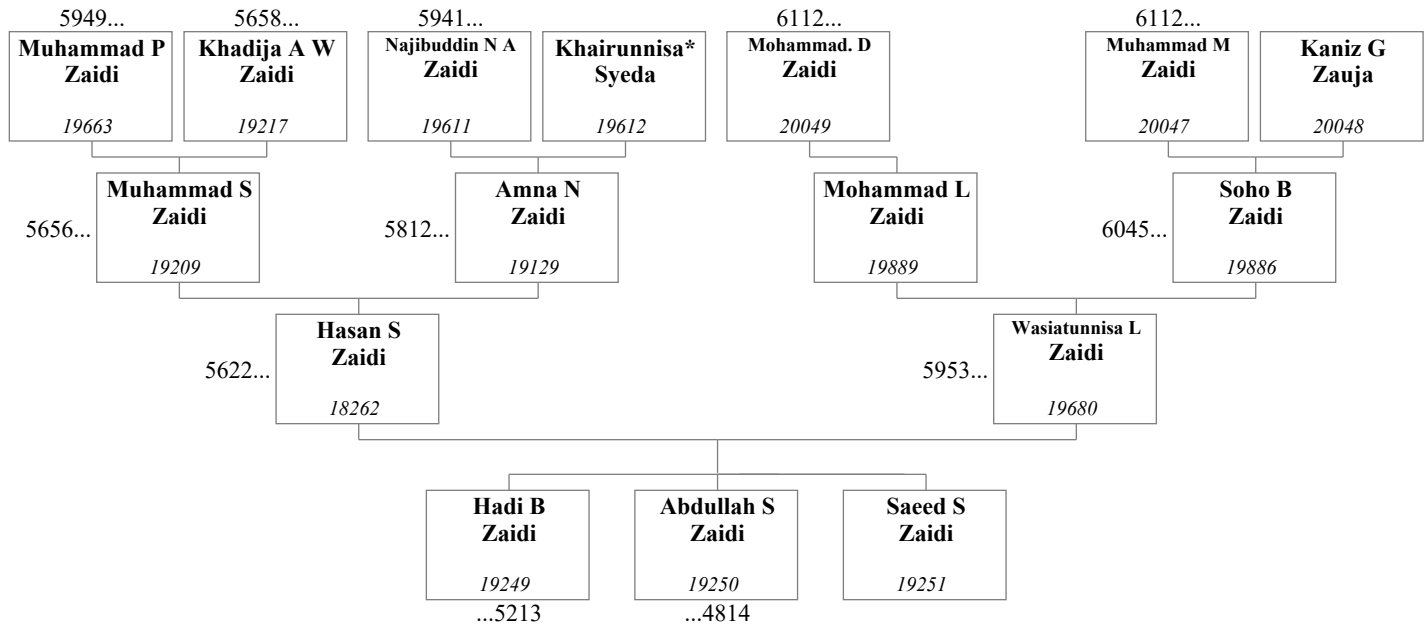 5949...
5658...
5941...
6112...
6112...
Muhammad P
Zaidi
19663
Khadija A W
Zaidi
19217
Najibuddin N A
Zaidi
19611
Khairunnisa*
Syeda
19612
Mohammad. D
Zaidi
20049
Muhammad M
Zaidi
20047
Kaniz G
Zauja
20048
5656...
Muhammad S
Zaidi
19209
5812...
Amna N
Zaidi
19129
Mohammad L
Zaidi
19889
6045...
Soho B
Zaidi
19886
5622...
Hasan S
Zaidi
18262
5953...
Wasiatunnisa L
Zaidi
19680
Hadi B
Zaidi
19249
...5213
Abdullah S
Zaidi
19250
...4814
Saeed S
Zaidi
19251